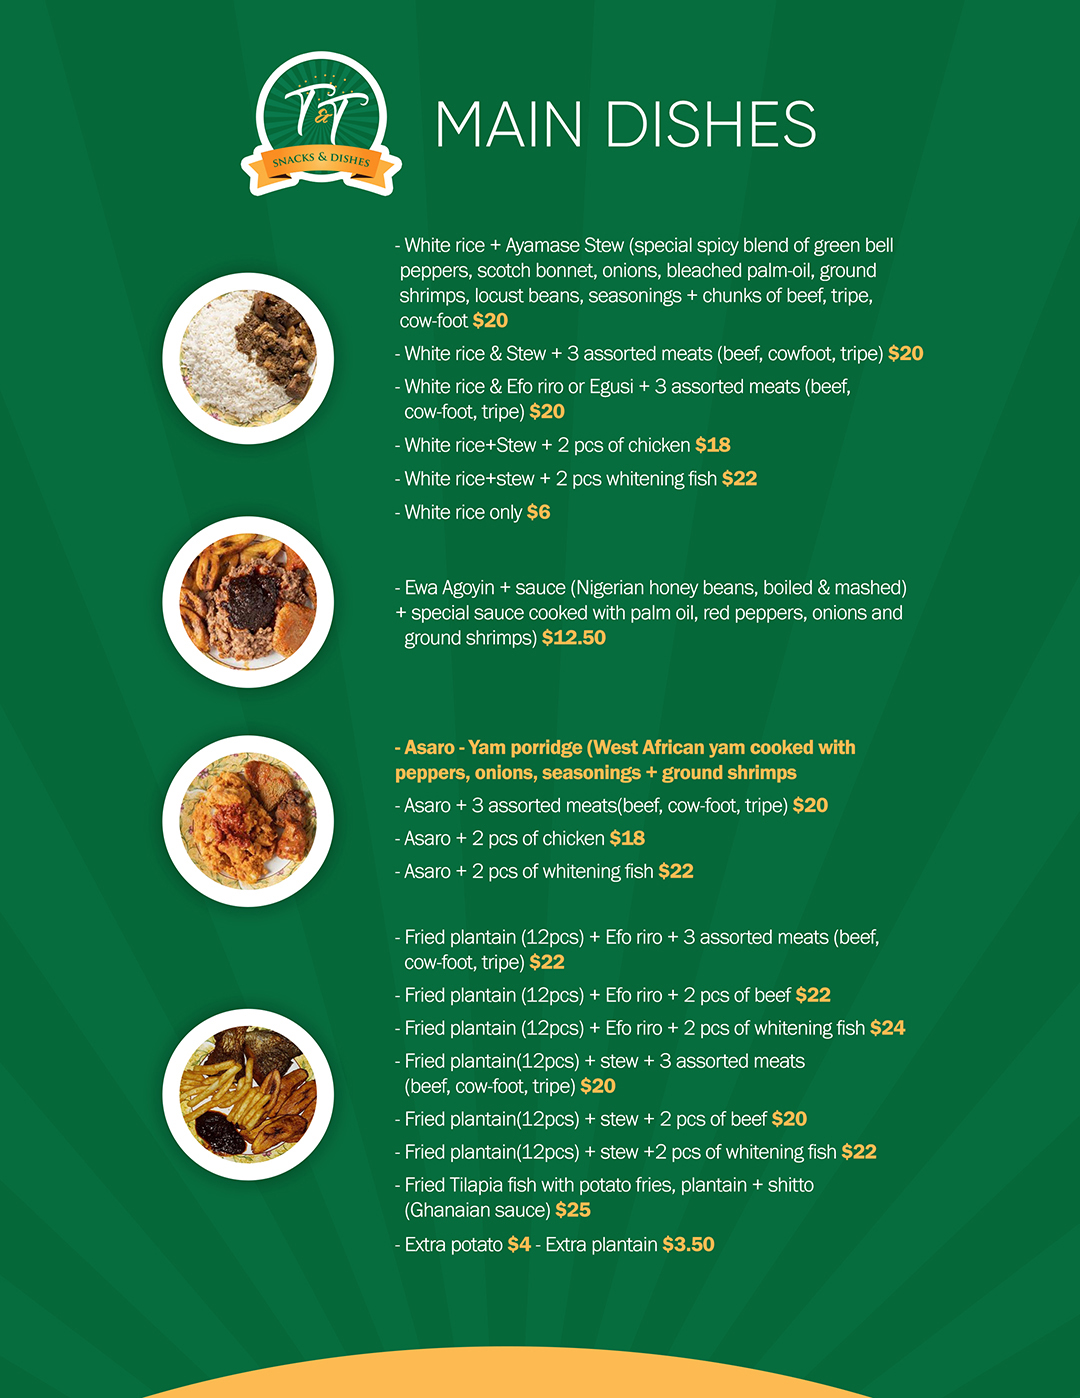 T&T
SNACKS & DISHES
MAIN DISHES
- White rice + Ayamase Stew (special spicy blend of green bell
peppers, scotch bonnet, onions, bleached palm-oil, ground
shrimps, locust beans, seasonings + chunks of beef, tripe,
cow-foot $20
- White rice & Stew + 3 assorted meats (beef, cowfoot, tripe) $20
- White rice & Efo riro or Egusi + 3 assorted meats (beef,
cow-foot, tripe) $20
- White rice+Stew + 2 pcs of chicken $18
- White rice+stew + 2 pcs whitening fish $22
- White rice only $6
- Ewa Agoyin + sauce (Nigerian honey beans, boiled & mashed)
+ special sauce cooked with palm oil, red peppers, onions and
ground shrimps) $12.50
- Asaro - Yam porridge (West African yam cooked with
peppers, onions, seasonings + ground shrimps
- Asaro + 3 assorted meats(beef, cow-foot, tripe) $20
- Asaro + 2 pcs of chicken $18
- Asaro + 2 pcs of whitening fish $22
- Fried plantain (12pcs) + Efo riro + 3 assorted meats (beef,
cow-foot, tripe) $22
- Fried plantain (12pcs) + Efo riro + 2 pcs of beef $22
- Fried plantain (12pcs) + Efo riro + 2 pcs of whitening fish $24
- Fried plantain(12pcs) + stew + 3 assorted meats
(beef, cow-foot, tripe) $20
- Fried plantain(12pcs) + stew + 2 pcs of beef $20
- Fried plantain(12pcs) + stew +2 pcs of whitening fish $22
- Fried Tilapia fish with potato fries, plantain + shitto
(Ghanaian sauce) $25
- Extra potato $4 - Extra plantain $3.50